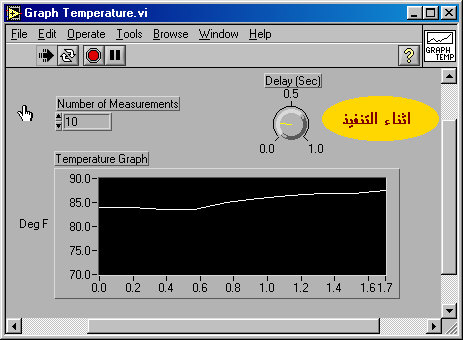 Graph Temperature.vi
File Edit Operate Tools Browse Window Help
?
GRAPH
TEMP
Delay (Sec)
0.5
0.0 1.0
Number of Measurements
10
اثناء التنفيذ
Temperature Graph
Deg F
90.0
85.0
80.0
75.0
70.0
0.0 0.2 0.4 0.6 0.8 1.0 1.2 1.4 1.6 1.7